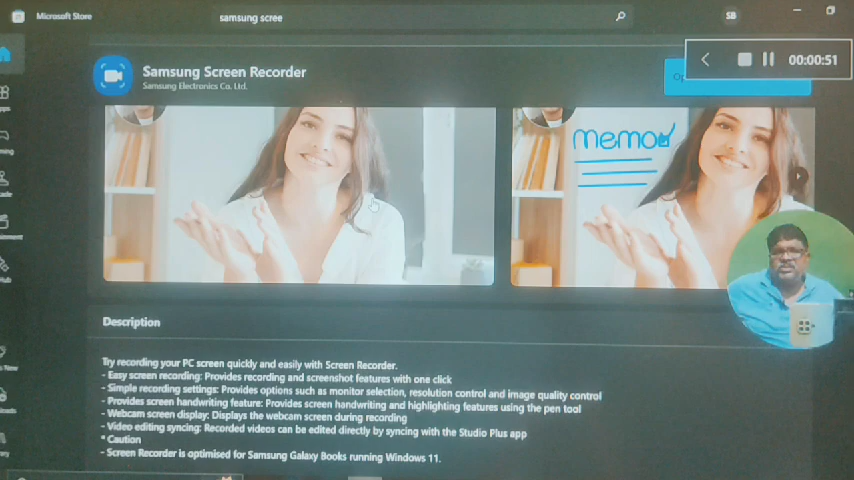 Microsoft Store
samsung scree
SB
00:00:51
Samsung Screen Recorder
Samsung Electronics Co. Ltd.
memo
Description
Try recording your PC screen quickly and easily with Screen Recorder.
- Easy screen recording: Provides recording and screenshot features with one click
- Simple recording settings: Provides options such as monitor selection, resolution control and image quality control
- Provides screen handwriting feature: Provides screen handwriting and highlighting features using the pen tool
- Webcam screen display: Displays the webcam screen during recording
- Video editing syncing: Recorded videos can be edited directly by syncing with the Studio Plus app
* Caution
- Screen Recorder is optimised for Samsung Galaxy Books running Windows 11.